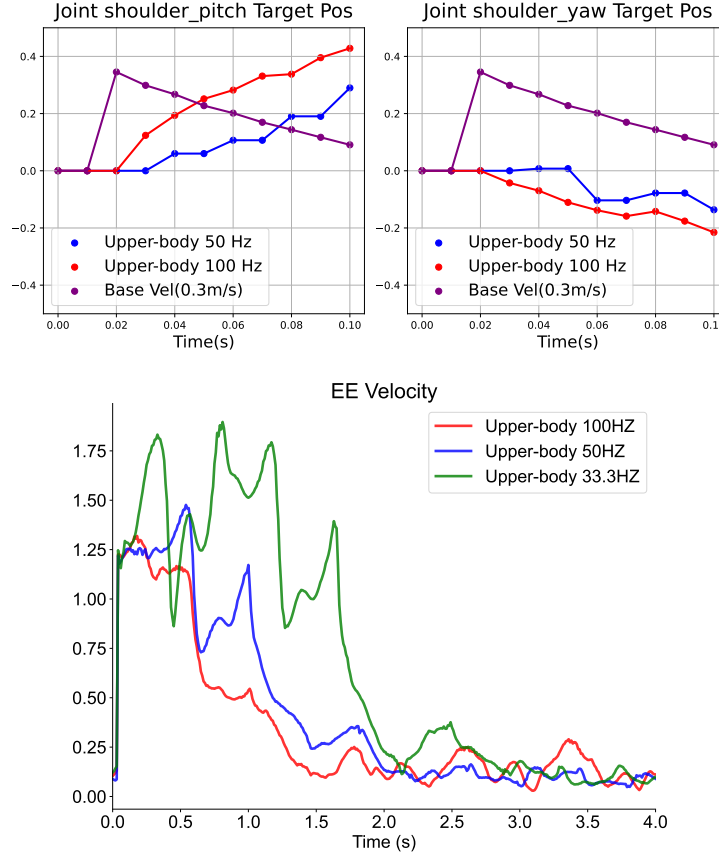 Joint shoulder_pitch Target Pos
0.4
0.2
0.0
−0.2
−0.4
Upper-body 50 Hz
Upper-body 100 Hz
Base Vel(0.3m/s)
0.00 0.02 0.04 0.06 0.08 0.10
Time(s)
Joint shoulder_yaw Target Pos
0.4
0.2
0.0
−0.2
−0.4
Upper-body 50 Hz
Upper-body 100 Hz
Base Vel(0.3m/s)
0.00 0.02 0.04 0.06 0.08 0.1
Time(s)
EE Velocity
Upper-body 100HZ
Upper-body 50HZ
Upper-body 33.3HZ
1.75
1.50
1.25
1.00
0.75
0.50
0.25
0.00
0.0 0.5 1.0 1.5 2.0 2.5 3.0 3.5 4.0
Time (s)